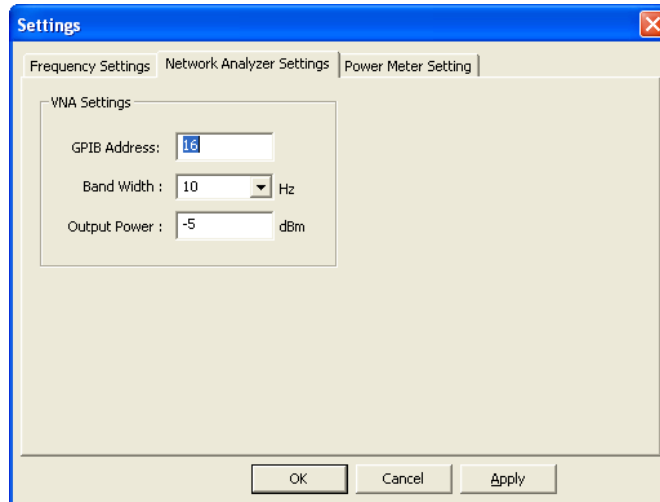 Settings
Frequency Settings Network Analyzer Settings Power Meter Setting
VNA Settings
GPIB Address: 16
Band Width : 10 Hz
Output Power : -5 dBm
OK Cancel Apply